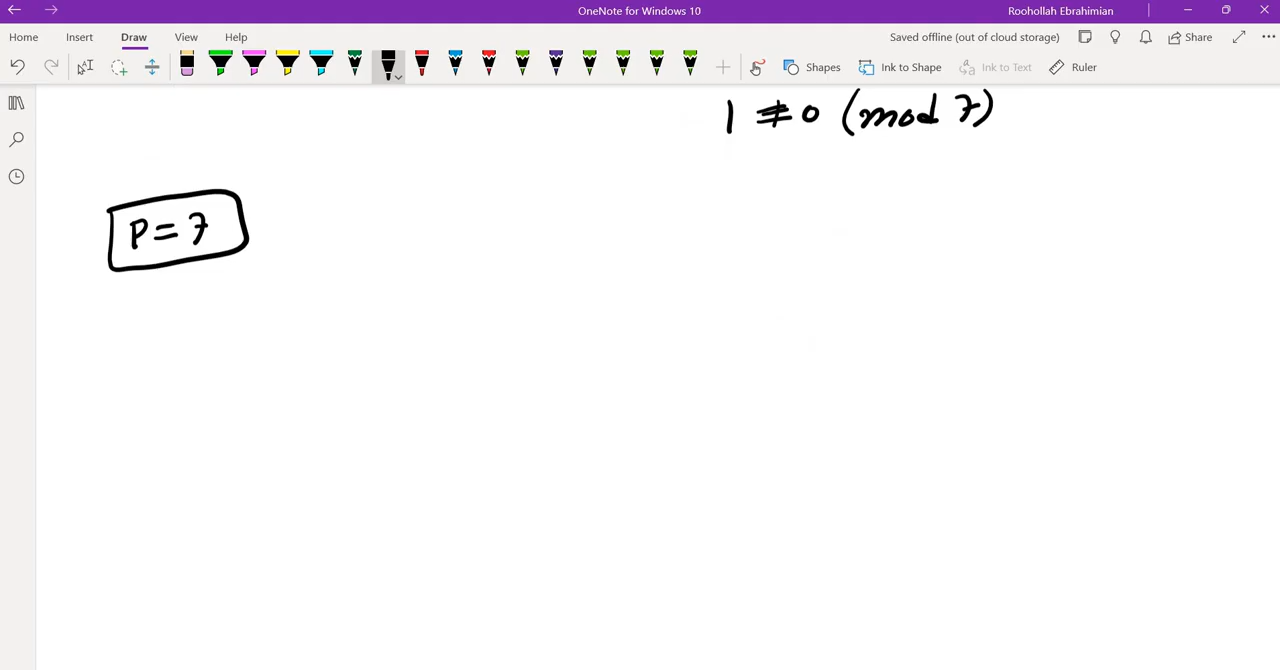 OneNote for Windows 10
Roohollah Ebrahimian
Home Insert Draw View Help
Saved offline (out of cloud storage)
Share
Shapes
Ink to Shape
Ink to Text
Ruler
1 ≢ 0 (mod 7)
P = 7